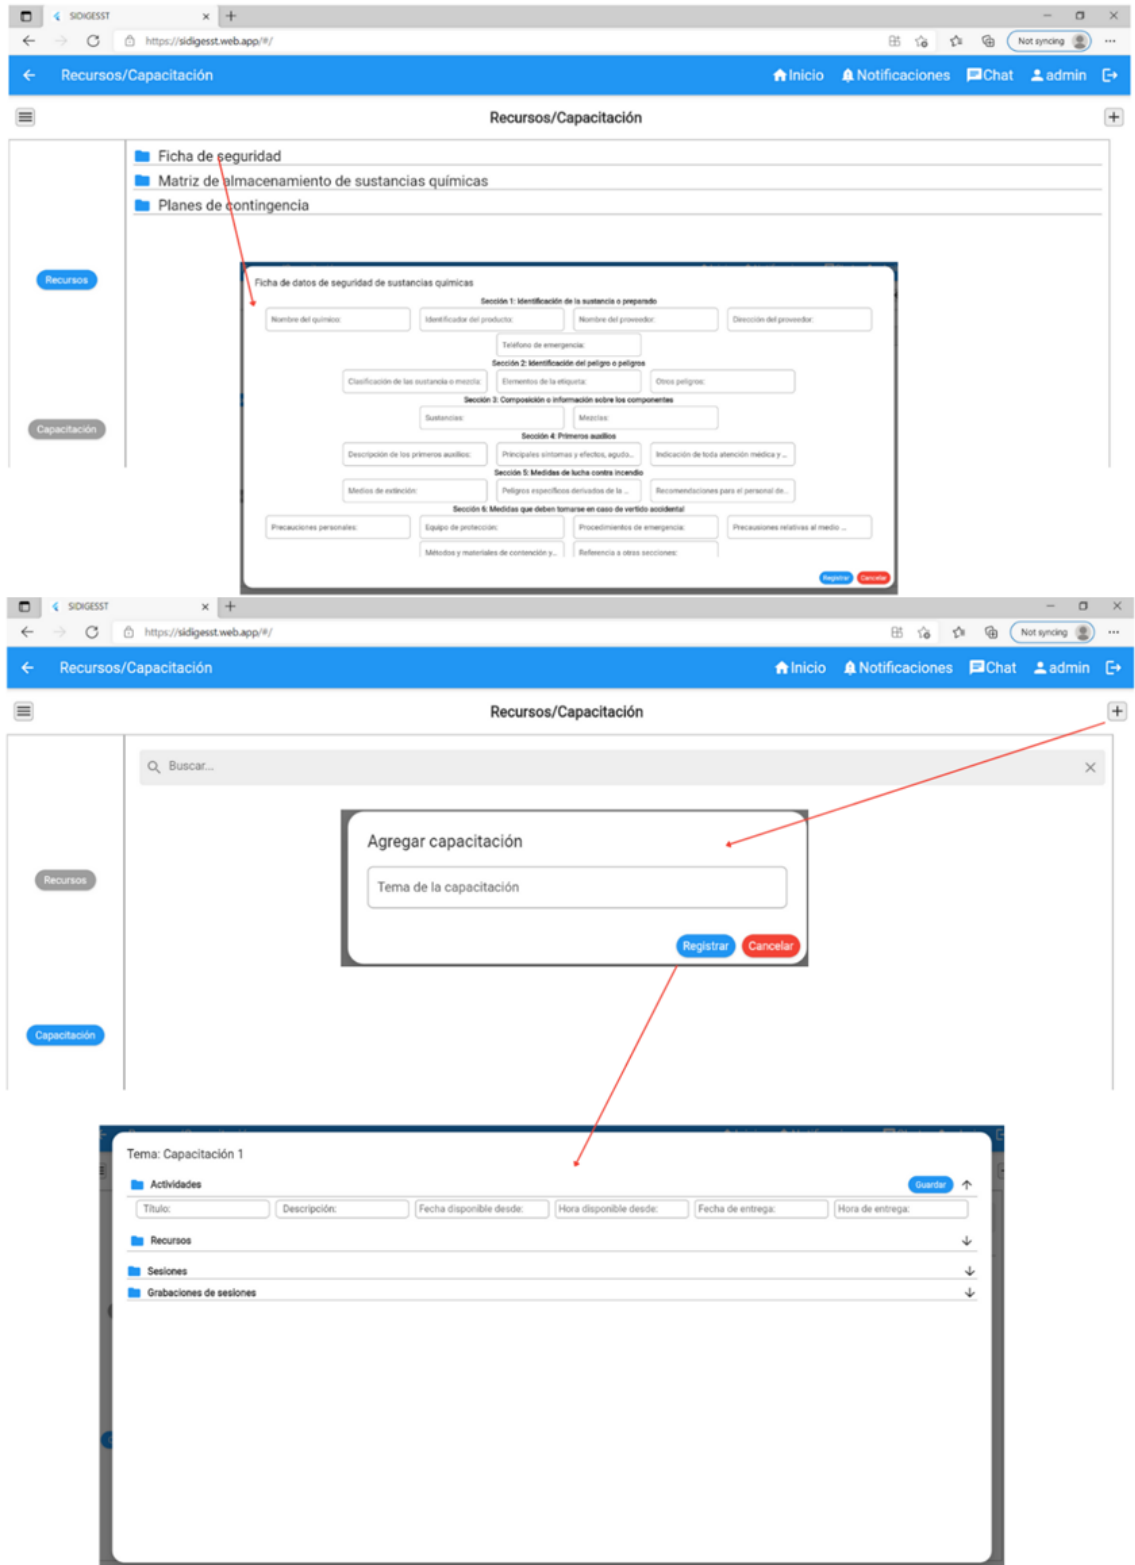 SIDIGESST
https://sidigesst.web.app/#/
Not syncing
Recursos/Capacitación
Inicio
Notificaciones
Chat
admin
Recursos/Capacitación
Ficha de seguridad
Matriz de almacenamiento de sustancias químicas
Planes de contingencia
Recursos
Capacitación
Ficha de datos de seguridad de sustancias químicas
Sección 1: Identificación de la sustancia o preparado
Nombre del químico:
Identificador del producto:
Nombre del proveedor:
Dirección del proveedor:
Teléfono de emergencia:
Sección 2: Identificación del peligro o peligros
Clasificación de las sustancia o mezcla:
Elementos de la etiqueta:
Otros peligros:
Sección 3: Composición o información sobre los componentes
Sustancias:
Mezclas:
Sección 4: Primeros auxilios
Descripción de los primeros auxilios:
Principales síntomas y efectos, agudo...
Indicación de toda atención médica y ...
Sección 5: Medidas de lucha contra incendio
Medios de extinción:
Peligros específicos derivados de la ...
Recomendaciones para el personal de...
Sección 6: Medidas que deben tomarse en caso de vertido accidental
Precauciones personales:
Equipo de protección:
Procedimientos de emergencia:
Precausiones relativas al medio ...
Métodos y materiales de contención y...
Referencia a otras secciones:
Registrar
Cancelar
SIDIGESST
https://sidigesst.web.app/#/
Not syncing
Recursos/Capacitación
Inicio
Notificaciones
Chat
admin
Recursos/Capacitación
Buscar...
Agregar capacitación
Tema de la capacitación
Registrar
Cancelar
Recursos
Capacitación
Tema: Capacitación 1
Actividades
Guardar
Título:
Descripción:
Fecha disponible desde:
Hora disponible desde:
Fecha de entrega:
Hora de entrega:
Recursos
Sesiones
Grabaciones de sesiones